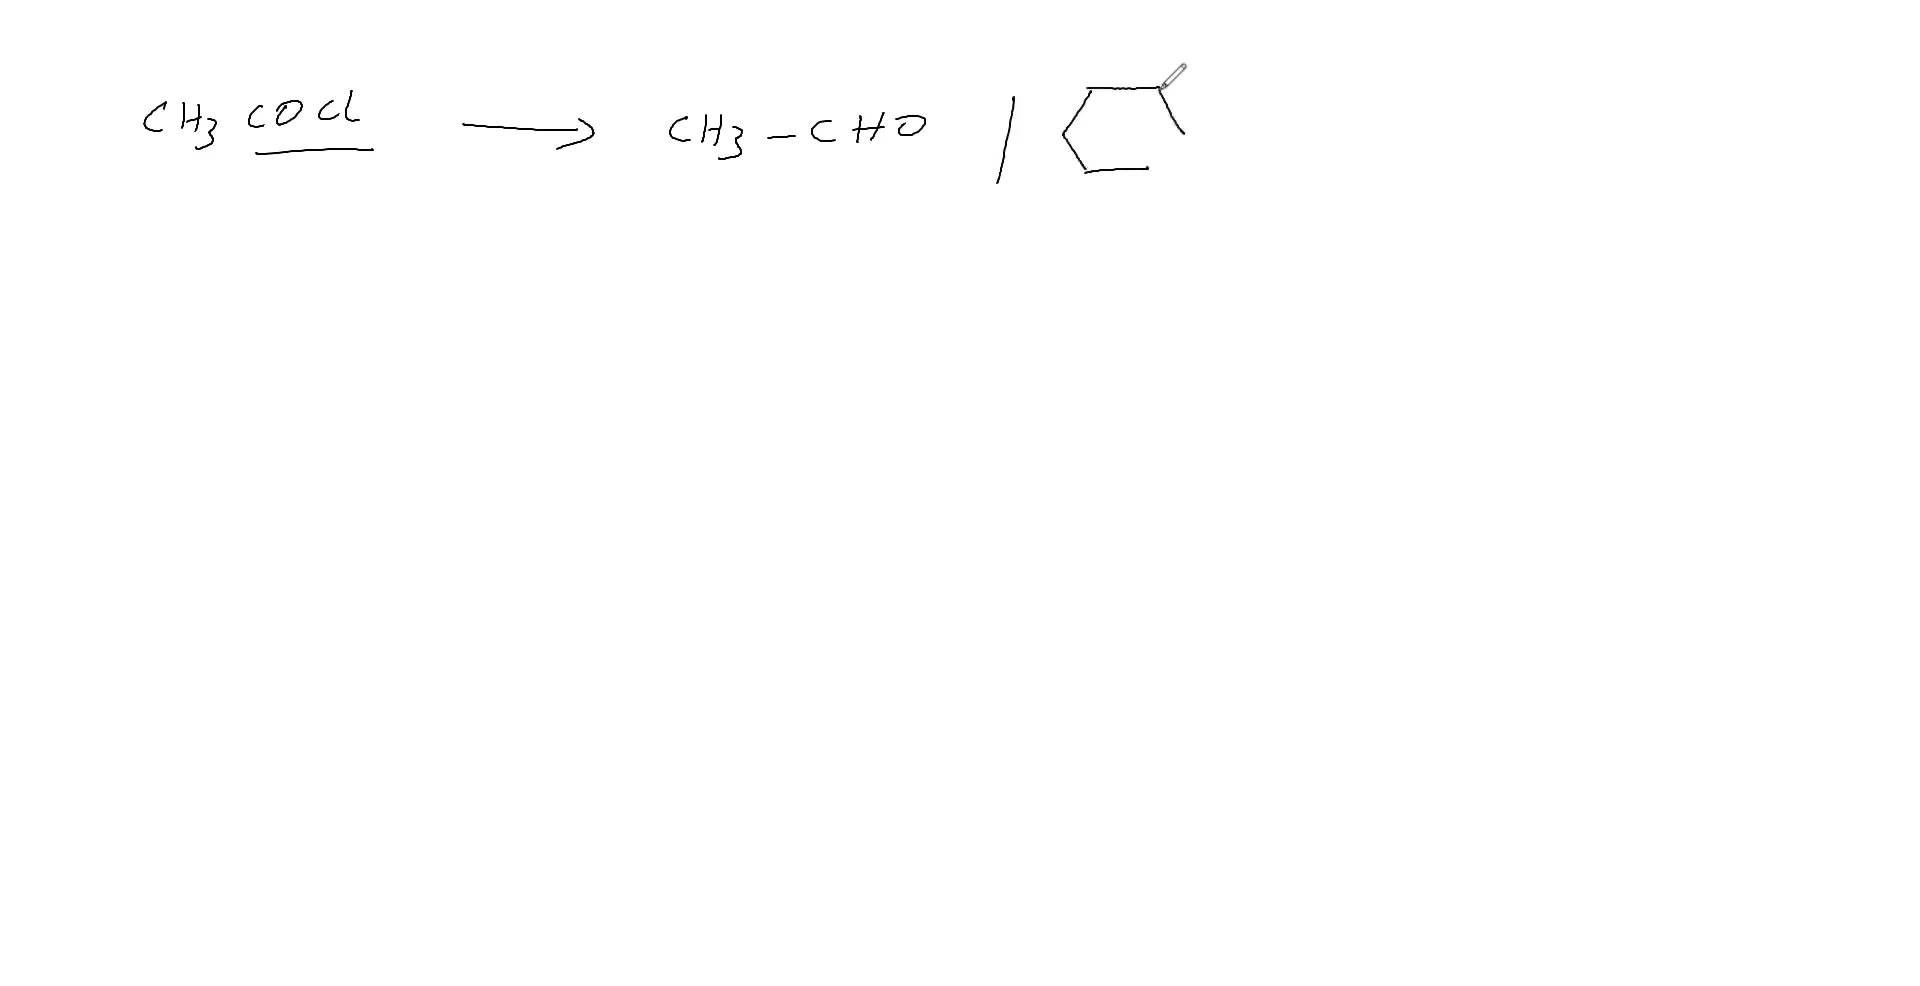 CH3 COCl → CH3 - CHO /